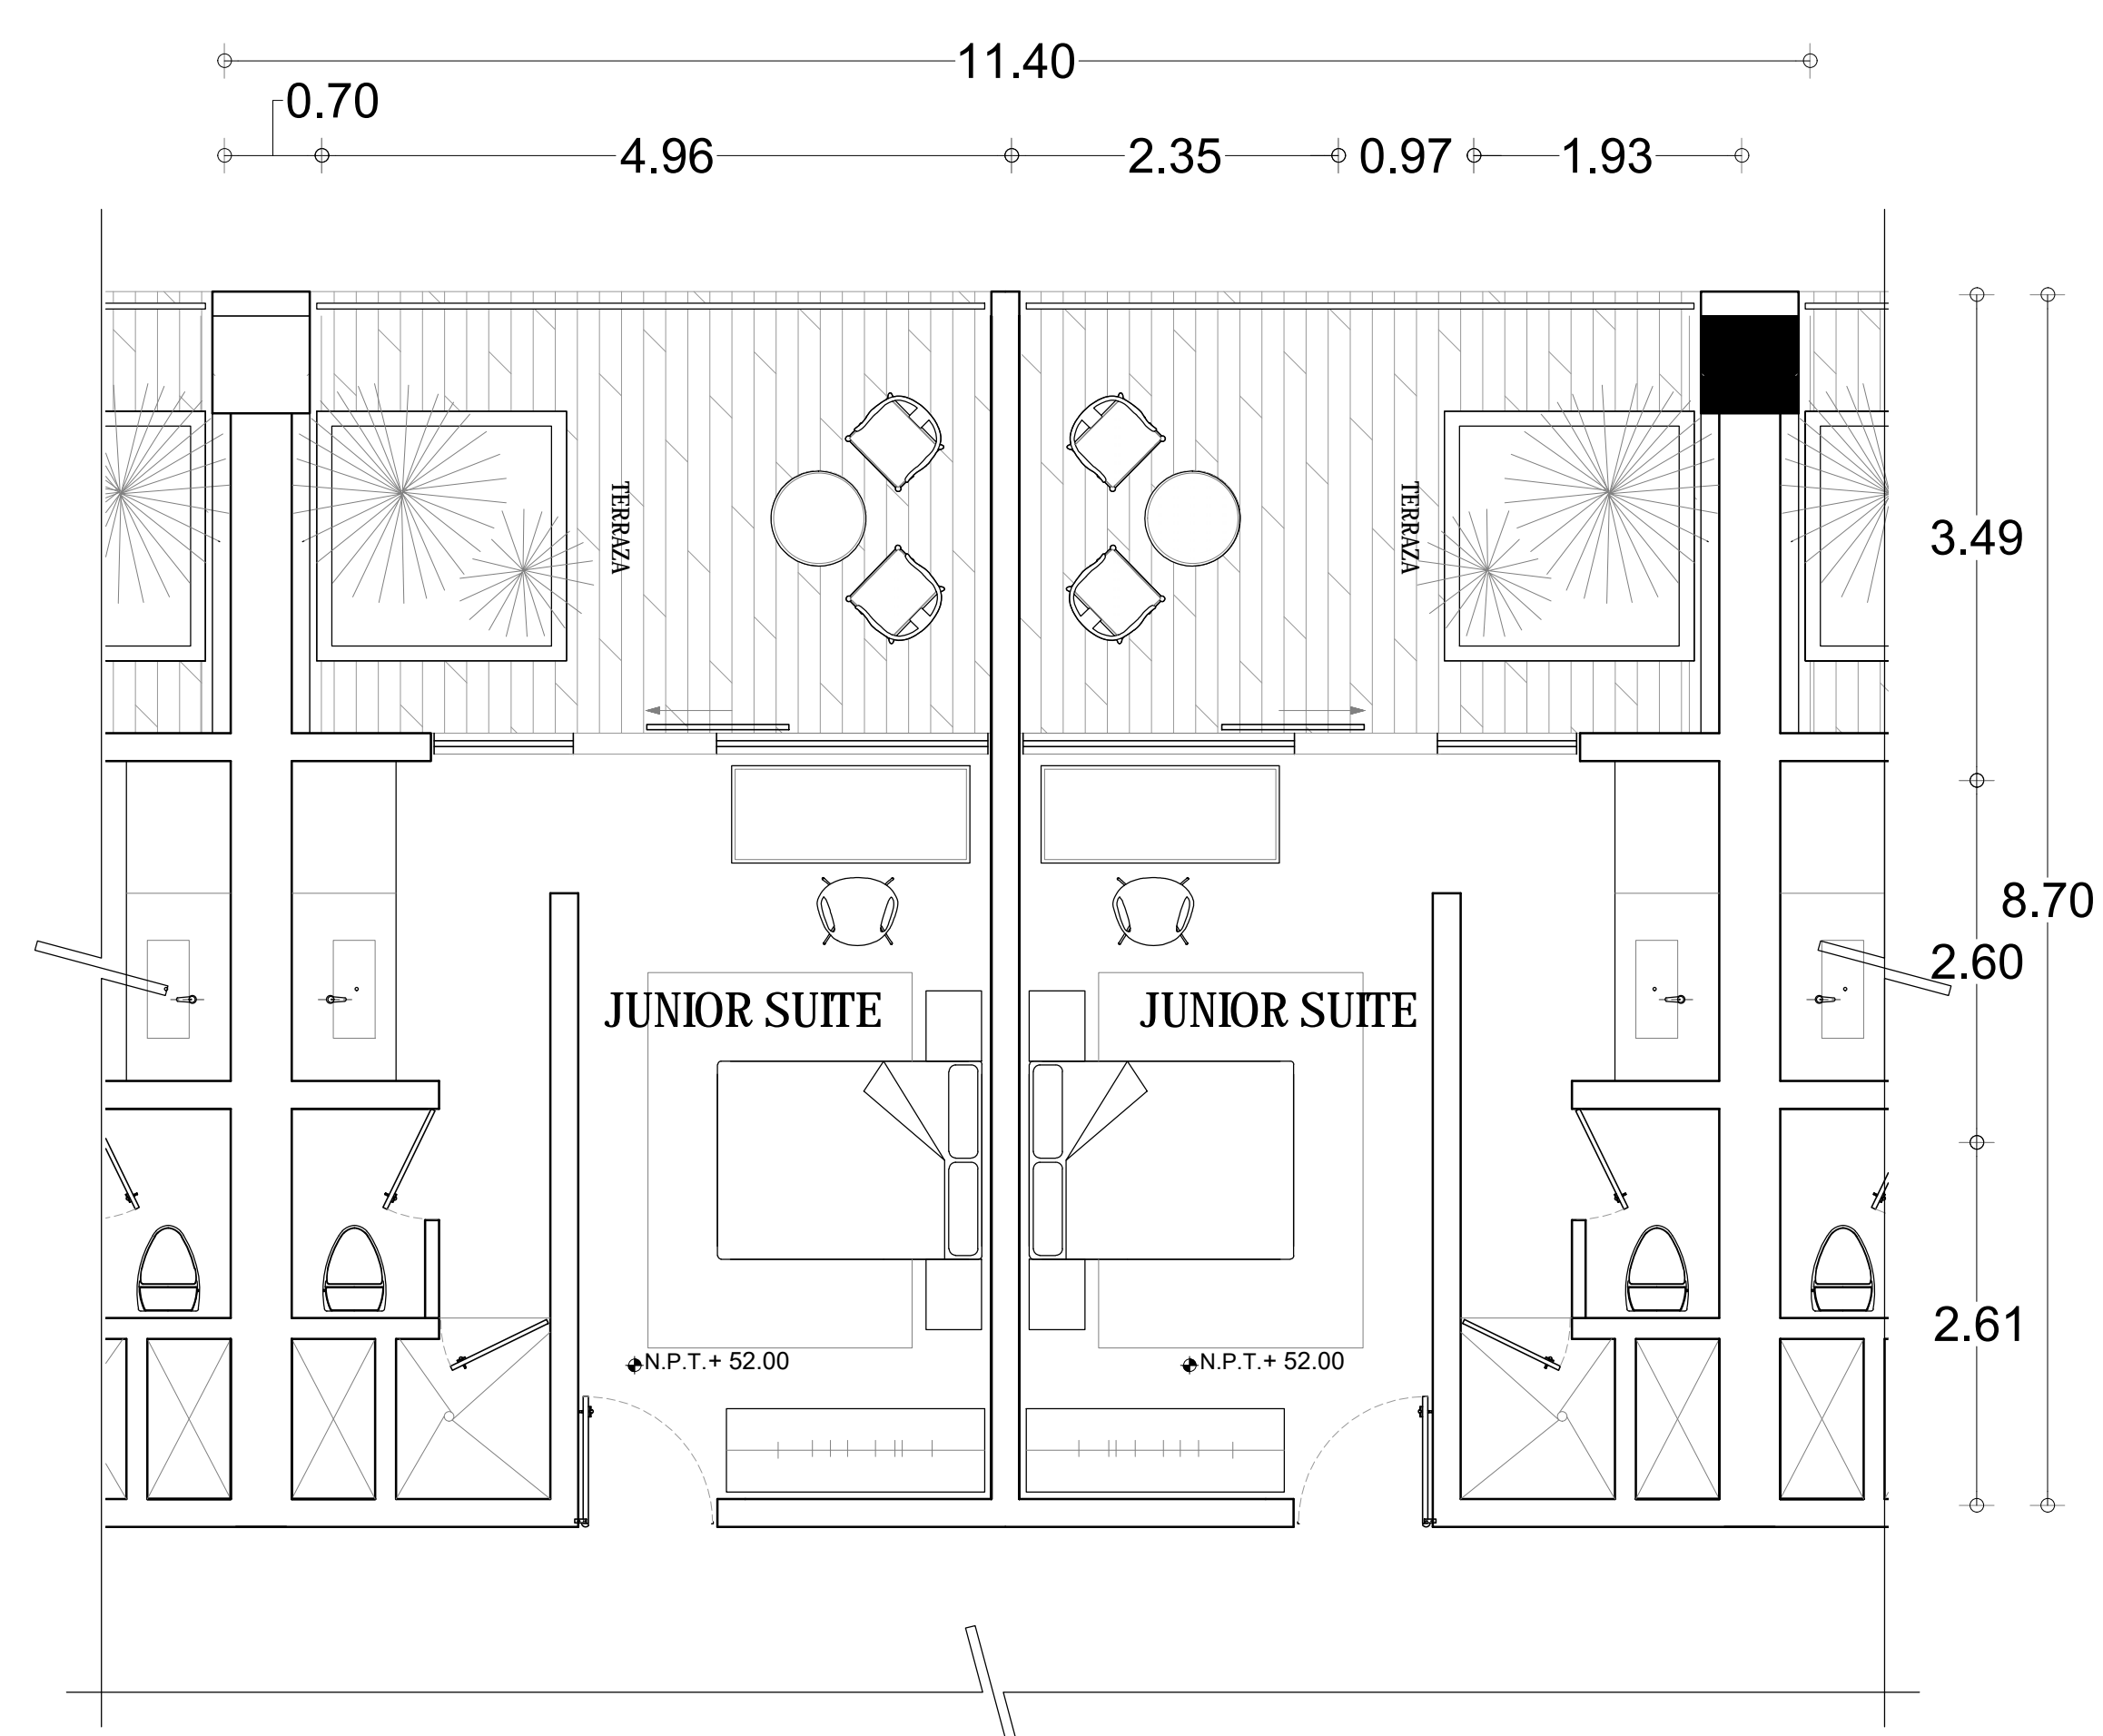 11.40
0.70
4.96
2.35
0.97
1.93
TERRAZA
TERRAZA
3.49
8.70
2.60
JUNIOR SUITE
JUNIOR SUITE
2.61
N.P.T.+ 52.00
N.P.T.+ 52.00